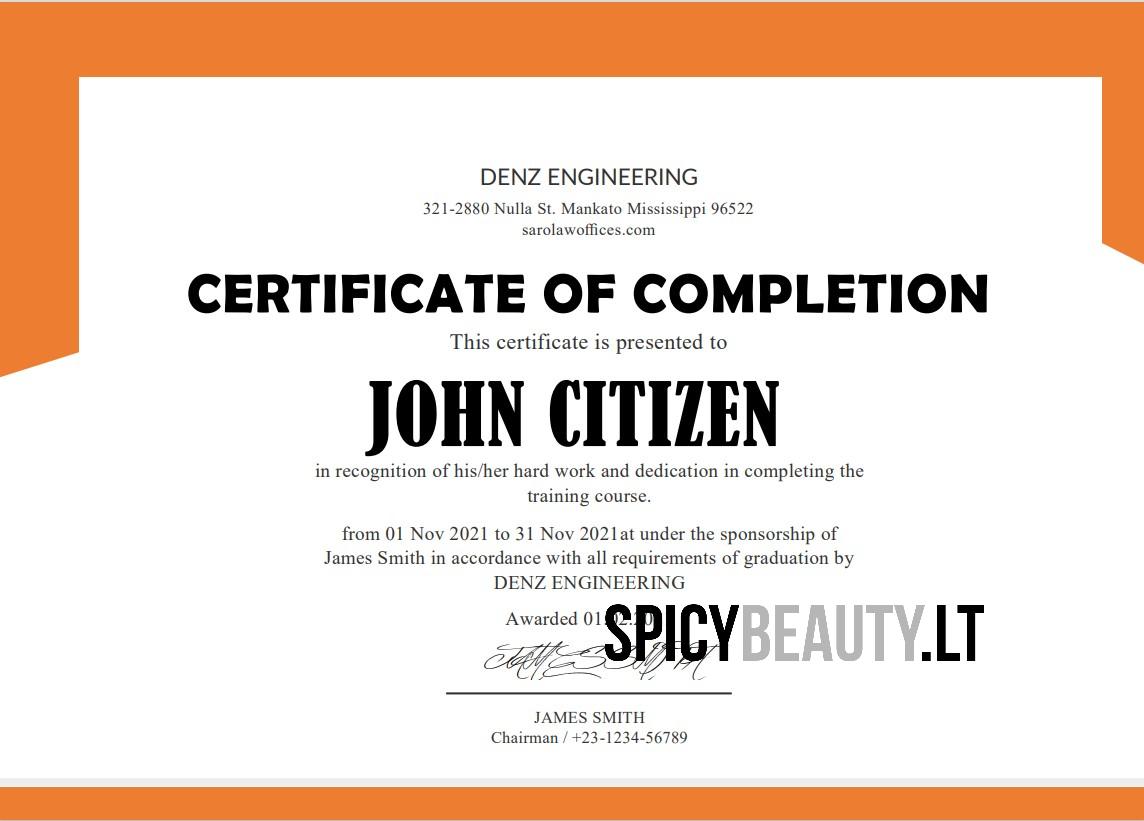 DENZ ENGINEERING
321-2880 Nulla St. Mankato Mississippi 96522
sarolawoffices.com
CERTIFICATE OF COMPLETION
This certificate is presented to
JOHN CITIZEN
in recognition of his/her hard work and dedication in completing the
training course.
from 01 Nov 2021 to 31 Nov 2021at under the sponsorship of
James Smith in accordance with all requirements of graduation by
DENZ ENGINEERING
Awarded
SPICYBEAUTY.LT
JAMES SMITH
Chairman / +23-1234-56789